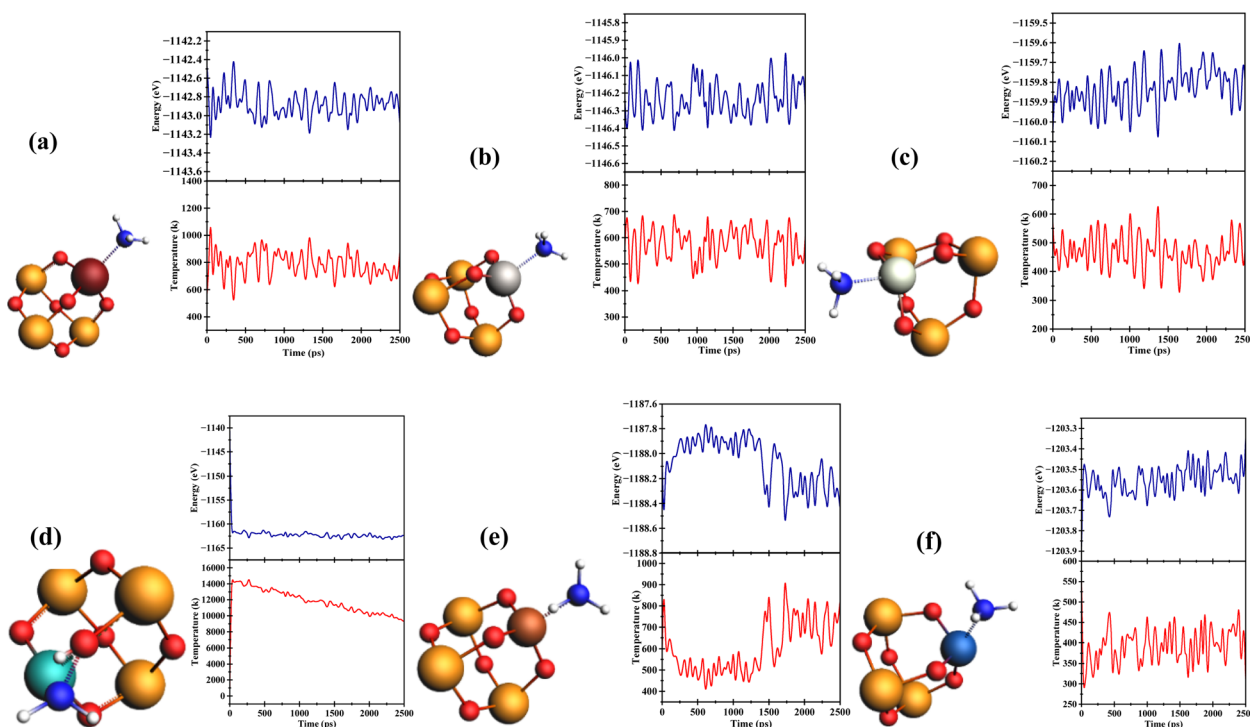 (a)
Energy (eV)
−1142.2
−1142.4
−1142.6
−1142.8
−1143.0
−1143.2
−1143.4
−1143.6
Temperature (k)
1400
1200
1000
800
600
400
0 500 1000 1500 2000 2500
Time (ps)
(b)
Energy (eV)
−1145.8
−1145.9
−1146.0
−1146.1
−1146.3
−1146.4
−1146.5
−1146.6
Temperature (k)
800
700
600
500
400
300
0 500 1000 1500 2000 2500
Time (ps)
(c)
Energy (eV)
−1159.5
−1159.6
−1159.8
−1159.9
−1160.0
−1160.1
−1160.2
Temperature (k)
700
600
500
400
300
200
0 500 1000 1500 2000 250
Time (ps)
(d)
Energy (eV)
−1140
−1145
−1150
−1155
−1160
−1165
Temperature (k)
16000
14000
12000
10000
8000
6000
4000
2000
0
0 500 1000 1500 2000 2500
Time (ps)
(e)
Energy (eV)
−1187.6
−1187.8
−1188.0
−1188.2
−1188.4
−1188.6
−1188.8
Temperature (k)
1000
900
800
700
600
500
400
0 500 1000 1500 2000 2500
Time (ps)
(f)
Energy (eV)
−1203.3
−1203.5
−1203.6
−1203.7
−1203.8
−1203.9
Temperature (k)
600
550
500
450
400
350
300
250
0 500 1000 1500 2000 250
Time (ps)